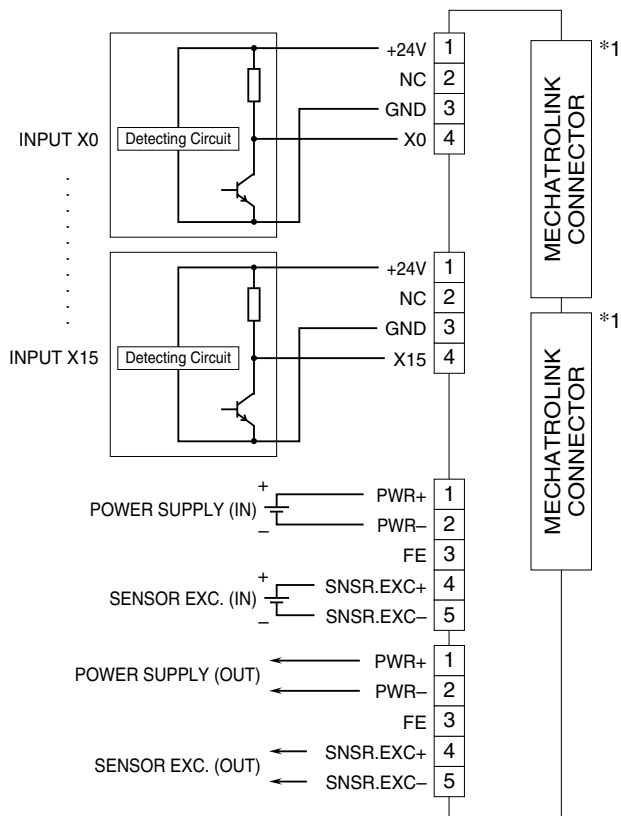 INPUT X0
Detecting Circuit
+24V 1
NC 2
GND 3
X0 4
INPUT X15
Detecting Circuit
+24V 1
NC 2
GND 3
X15 4
POWER SUPPLY (IN)
+
–
PWR+ 1
PWR– 2
FE 3
SENSOR EXC. (IN)
+
–
SNSR.EXC+ 4
SNSR.EXC– 5
POWER SUPPLY (OUT)
PWR+ 1
PWR– 2
FE 3
SENSOR EXC. (OUT)
SNSR.EXC+ 4
SNSR.EXC– 5
MECHATROLINK
CONNECTOR
*1
MECHATROLINK
CONNECTOR
*1